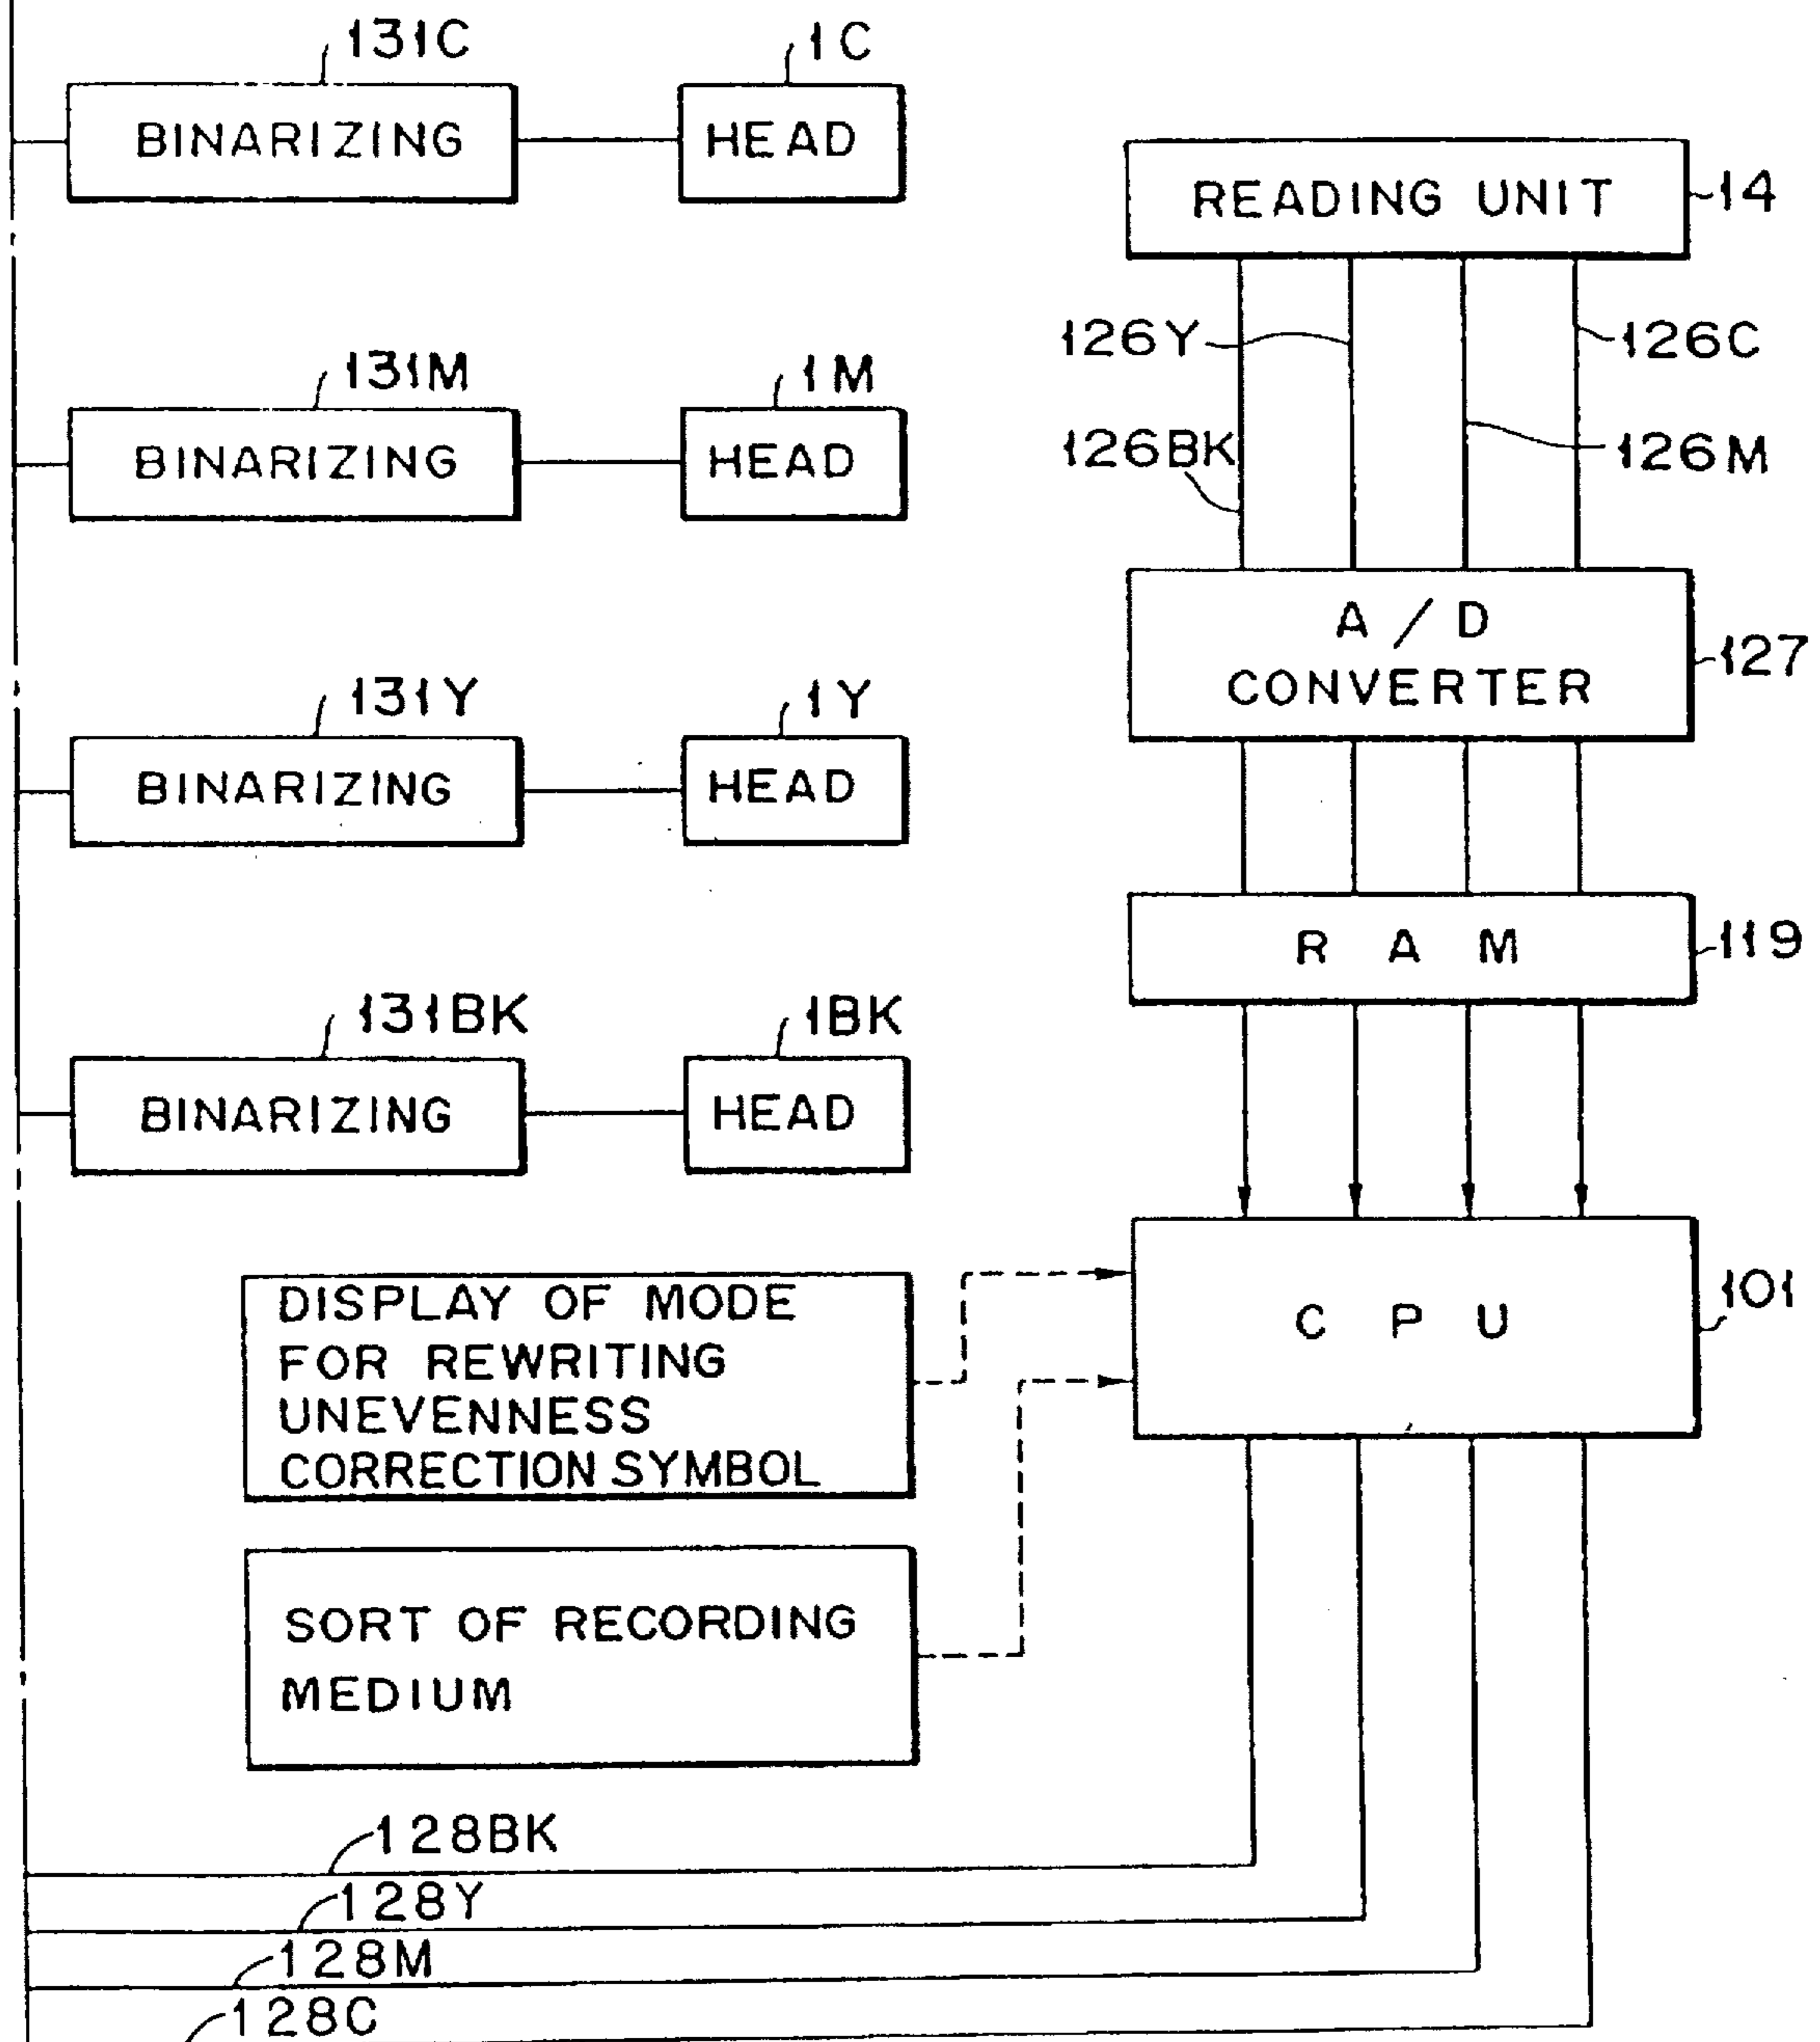 131C
1C
BINARIZING
HEAD
131M
1M
BINARIZING
HEAD
131Y
1Y
BINARIZING
HEAD
131BK
1BK
BINARIZING
HEAD
READING UNIT
14
126Y
126C
126BK
126M
A/D
CONVERTER
127
RAM
119
CPU
101
DISPLAY OF MODE
FOR REWRITING
UNEVENNESS
CORRECTION SYMBOL
SORT OF RECORDING
MEDIUM
128BK
128Y
128M
128C